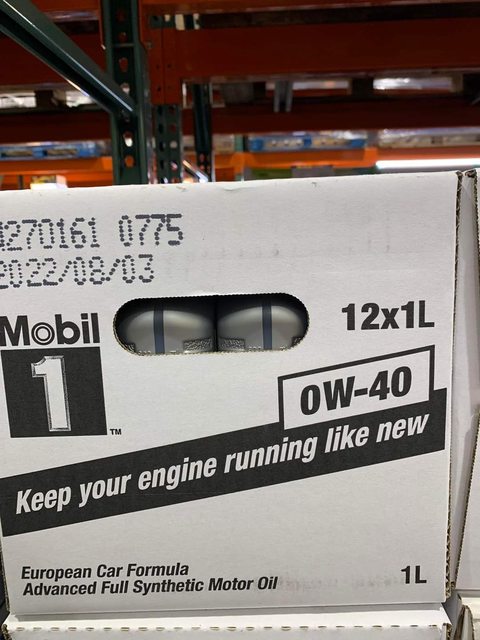 270161 0775
2022/08/03
Mobil
1
TM
12x1L
0W-40
Keep your engine running like new
European Car Formula
Advanced Full Synthetic Motor Oil
1L